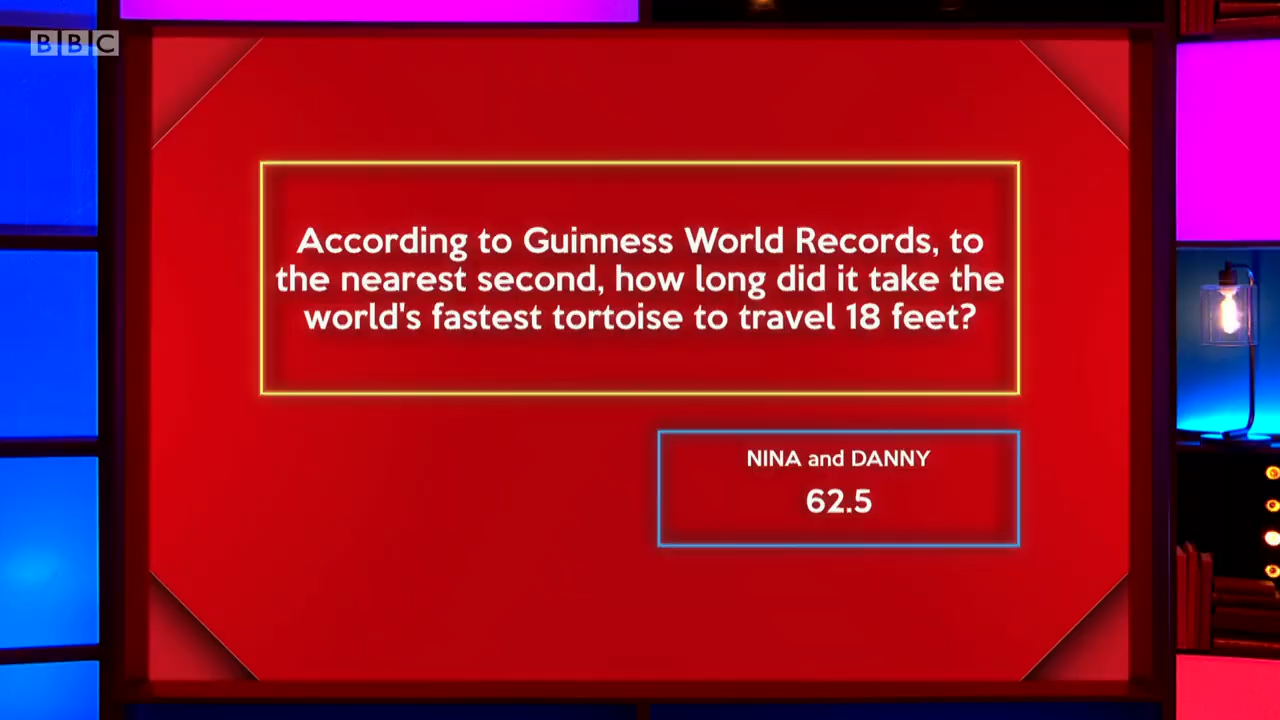 BBC
According to Guinness World Records, to
the nearest second, how long did it take the
world's fastest tortoise to travel 18 feet?
NINA and DANNY
62.5